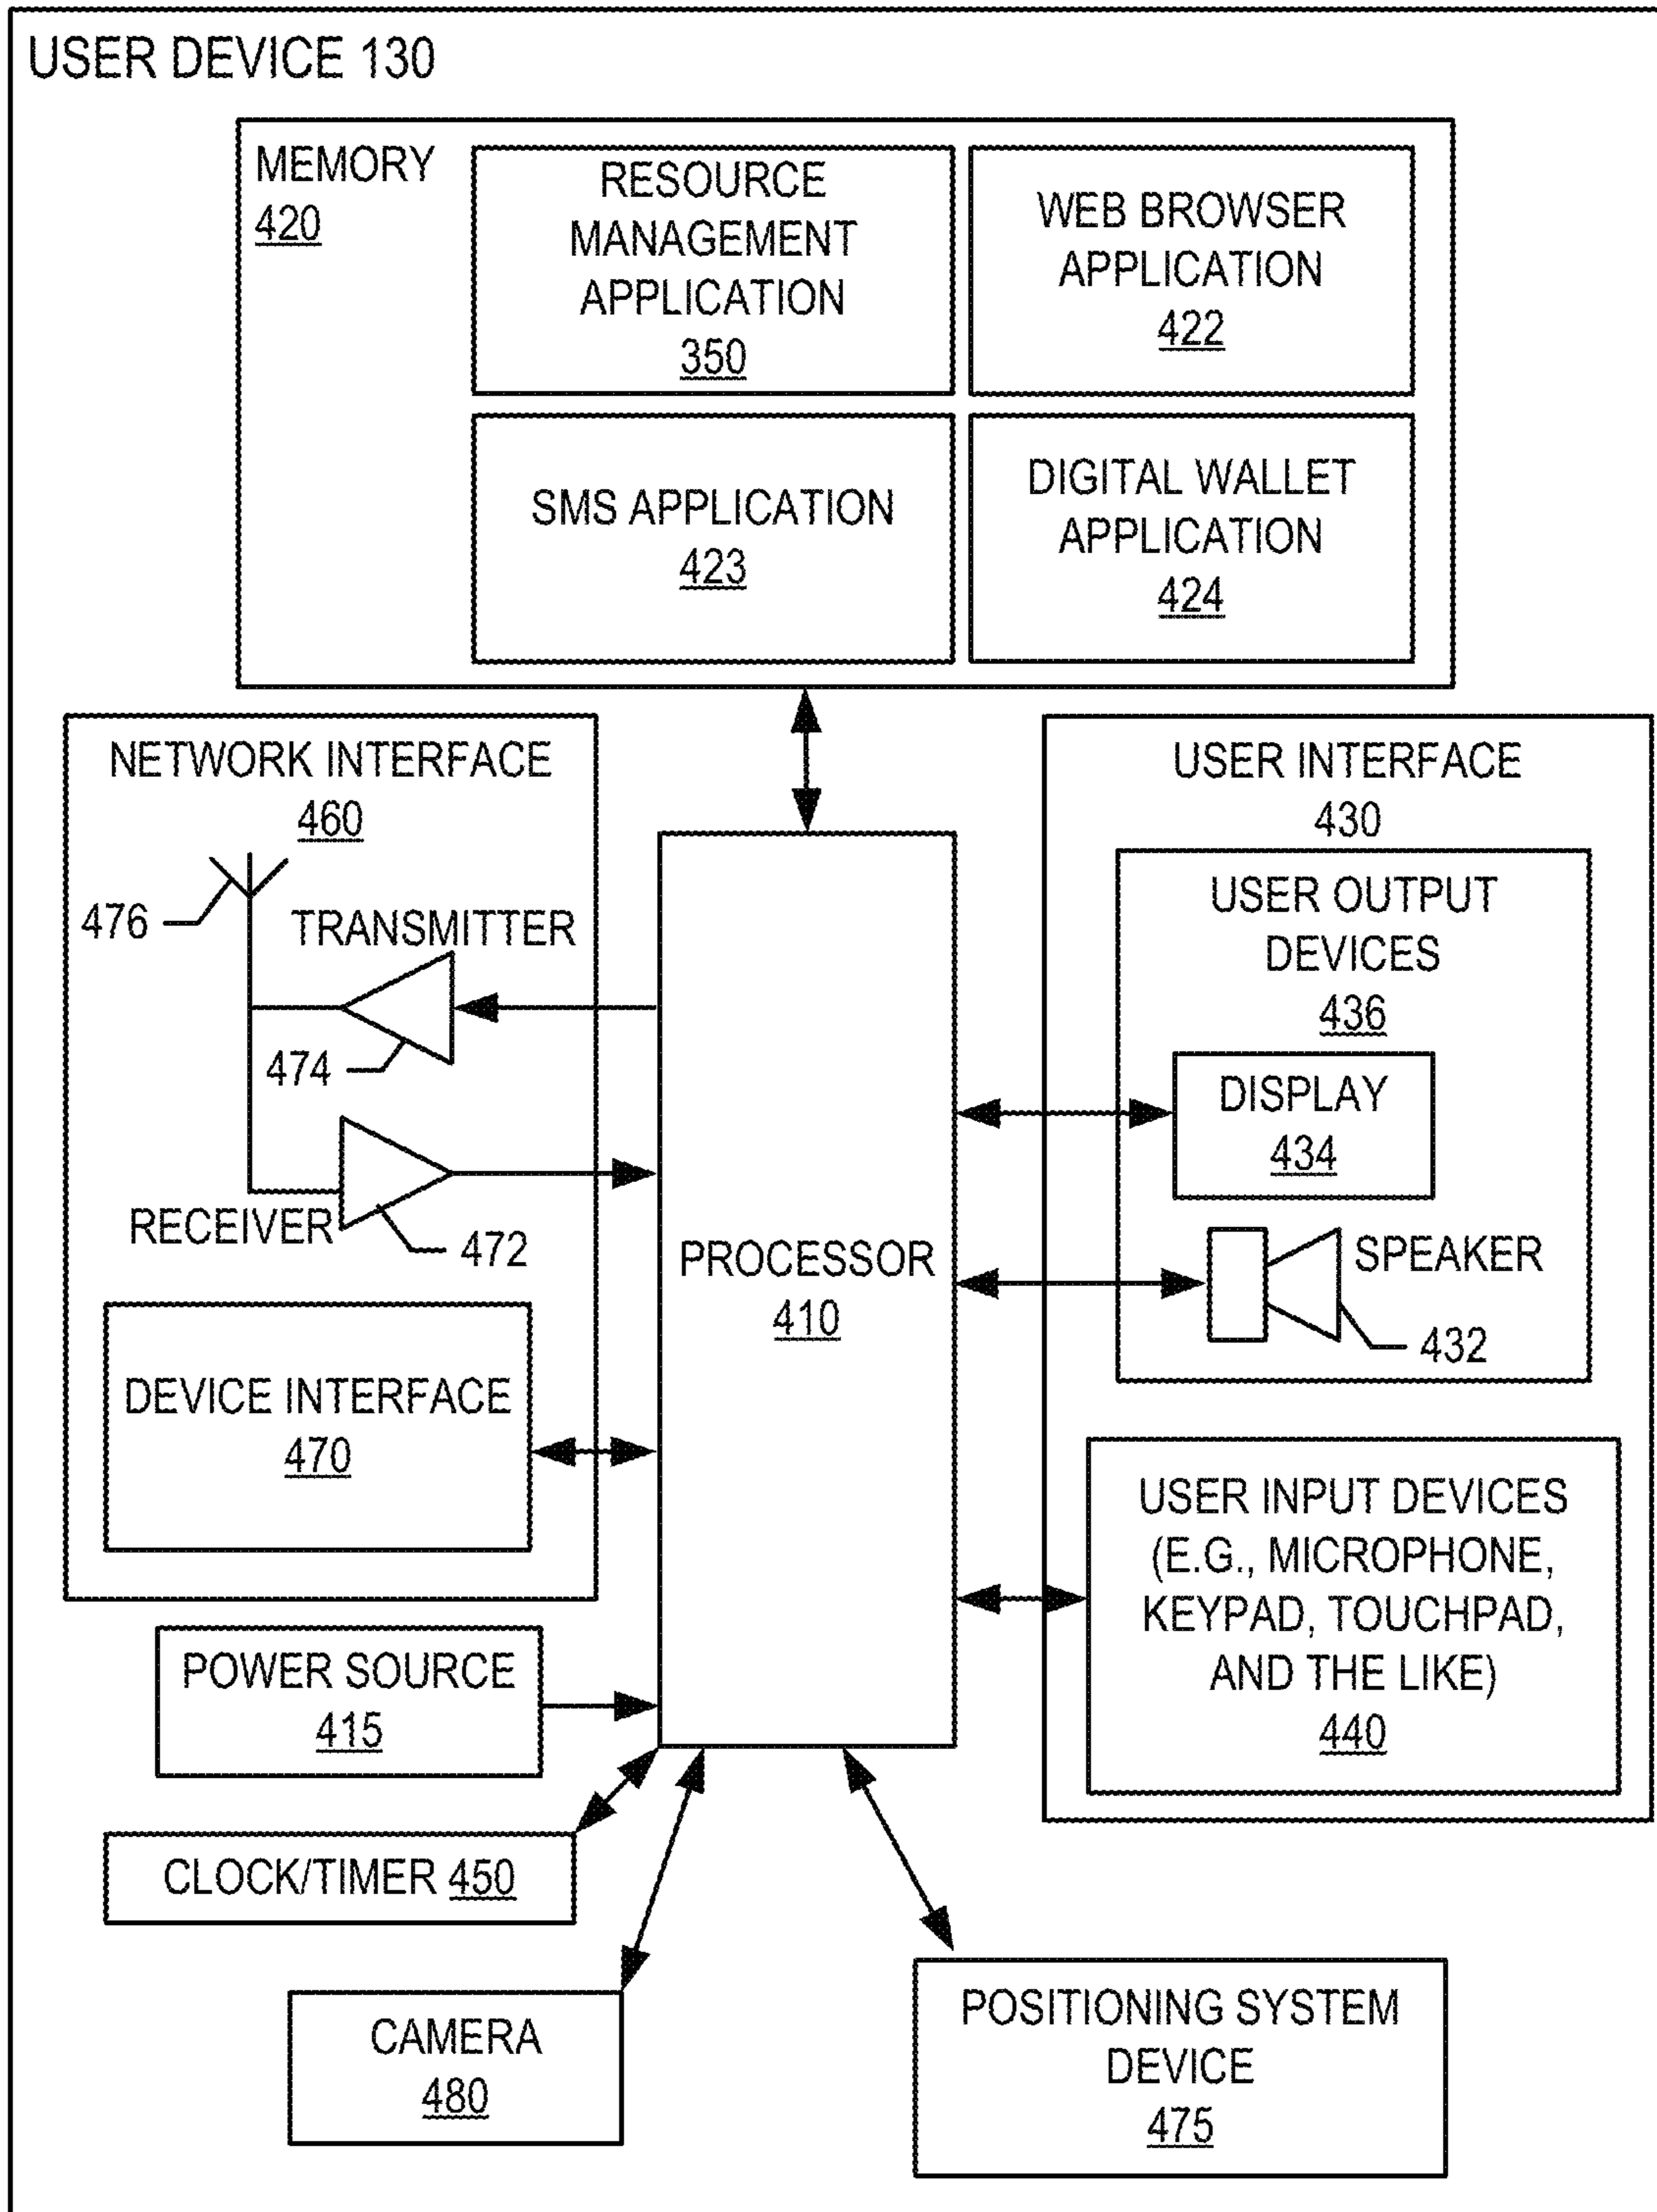 USER DEVICE 130
MEMORY
420
RESOURCE
MANAGEMENT
APPLICATION
350
WEB BROWSER
APPLICATION
422
SMS APPLICATION
423
DIGITAL WALLET
APPLICATION
424
NETWORK INTERFACE
460
476
TRANSMITTER
474
RECEIVER
472
DEVICE INTERFACE
470
PROCESSOR
410
USER INTERFACE
430
USER OUTPUT
DEVICES
436
DISPLAY
434
SPEAKER
432
USER INPUT DEVICES
(E.G., MICROPHONE,
KEYPAD, TOUCHPAD,
AND THE LIKE)
440
POWER SOURCE
415
CLOCK/TIMER 450
CAMERA
480
POSITIONING SYSTEM
DEVICE
475